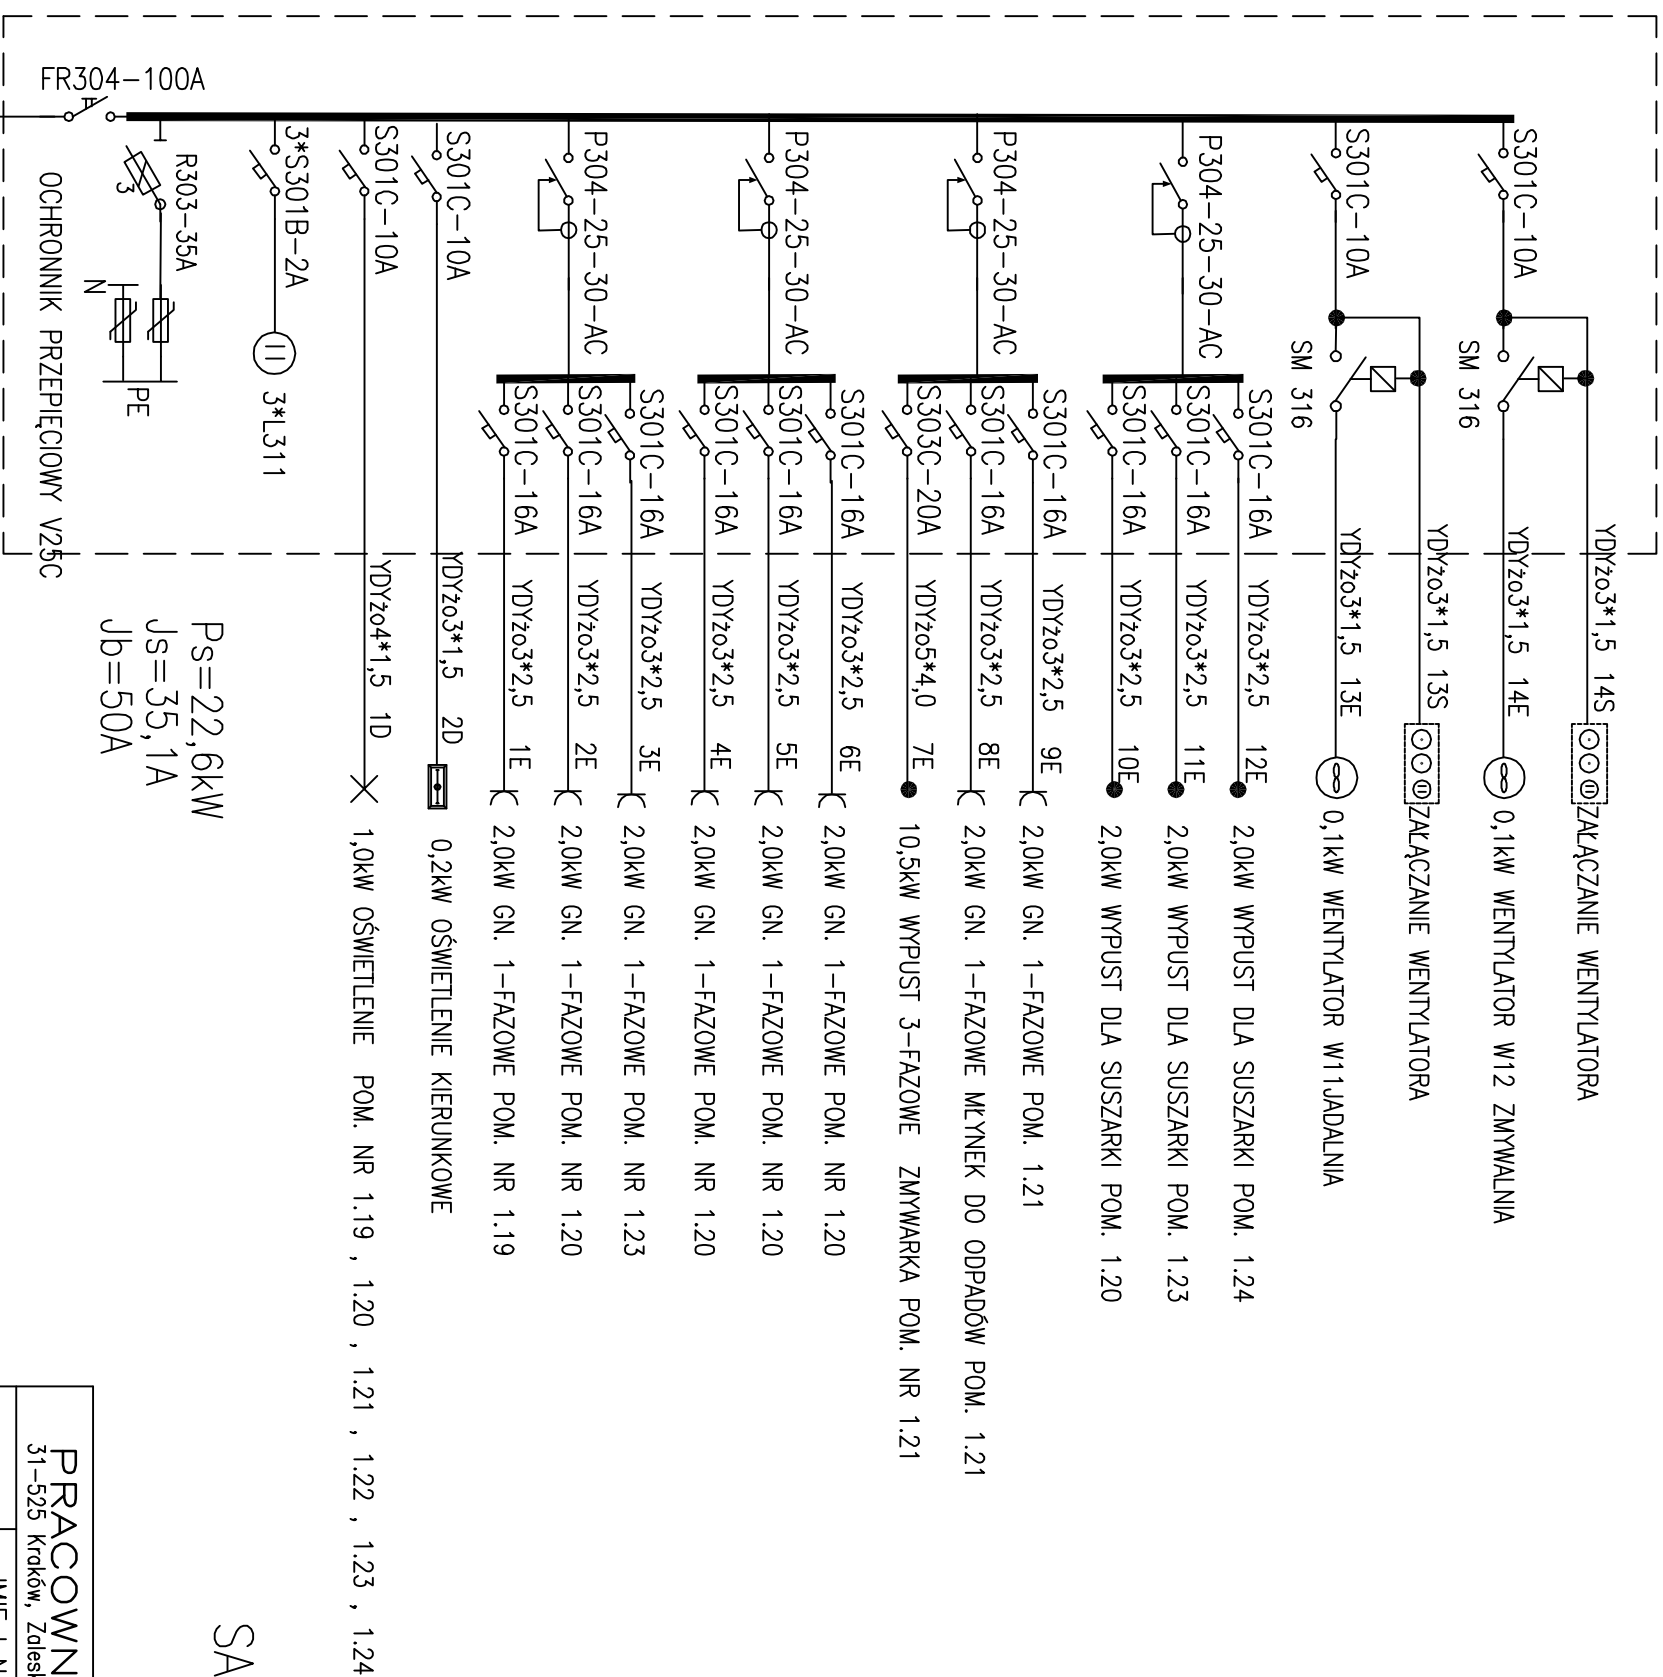 FR304-100A
OCHRONNIK PRZEPIĘCIOWY V25C
R303-35A
3
N
PE
3*S301B-2A
3*L311
S301C-10A
YDYżo4*1,5 1D
1,0kW OŚWIETLENIE POM. NR 1.19 , 1.20 , 1.21 , 1.22 , 1.23 , 1.24
S301C-10A
YDYżo3*1,5 2D
0,2kW OŚWIETLENIE KIERUNKOWE
P304-25-30-AC
S301C-16A
YDYżo3*2,5 1E
2,0kW GN. 1-FAZOWE POM. NR 1.19
S301C-16A
YDYżo3*2,5 2E
2,0kW GN. 1-FAZOWE POM. NR 1.20
S301C-16A
YDYżo3*2,5 3E
2,0kW GN. 1-FAZOWE POM. NR 1.23
P304-25-30-AC
S301C-16A
YDYżo3*2,5 4E
2,0kW GN. 1-FAZOWE POM. NR 1.20
S301C-16A
YDYżo3*2,5 5E
2,0kW GN. 1-FAZOWE POM. NR 1.20
S301C-16A
YDYżo3*2,5 6E
2,0kW GN. 1-FAZOWE POM. NR 1.20
P304-25-30-AC
S303C-20A
YDYżo5*4,0 7E
10,5kW WYPUST 3-FAZOWE ZMYWARKA POM. NR 1.21
S301C-16A
YDYżo3*2,5 8E
2,0kW GN. 1-FAZOWE MŁYNEK DO ODPADÓW POM. 1.21
S301C-16A
YDYżo3*2,5 9E
2,0kW GN. 1-FAZOWE POM. 1.21
P304-25-30-AC
S301C-16A
YDYżo3*2,5 10E
2,0kW WYPUST DLA SUSZARKI POM. 1.20
S301C-16A
YDYżo3*2,5 11E
2,0kW WYPUST DLA SUSZARKI POM. 1.23
S301C-16A
YDYżo3*2,5 12E
2,0kW WYPUST DLA SUSZARKI POM. 1.24
S301C-10A
SM 316
YDYżo3*1,5 13E
0,1kW WENTYLATOR W11JADALNIA
YDYżo3*1,5 13S
ZAŁĄCZANIE WENTYLATORA
S301C-10A
SM 316
YDYżo3*1,5 14E
0,1kW WENTYLATOR W12 ZMYWALNIA
YDYżo3*1,5 14S
ZAŁĄCZANIE WENTYLATORA
Ps=22,6kW
Js=35,1A
Jb=50A
SA
PRACOWN
31-525 Kraków, Zalesk